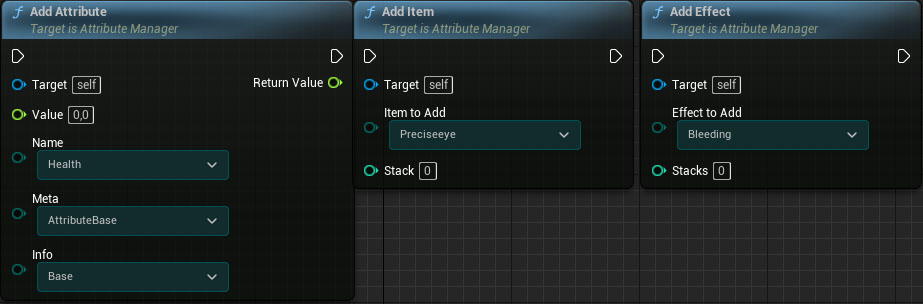 Add Attribute
Target is Attribute Manager
Target self
Return Value
Value 0,0
Name
Health
Meta
AttributeBase
Info
Base
Add Item
Target is Attribute Manager
Target self
Item to Add
Preciseeye
Stack 0
Add Effect
Target is Attribute Manager
Target self
Effect to Add
Bleeding
Stacks 0